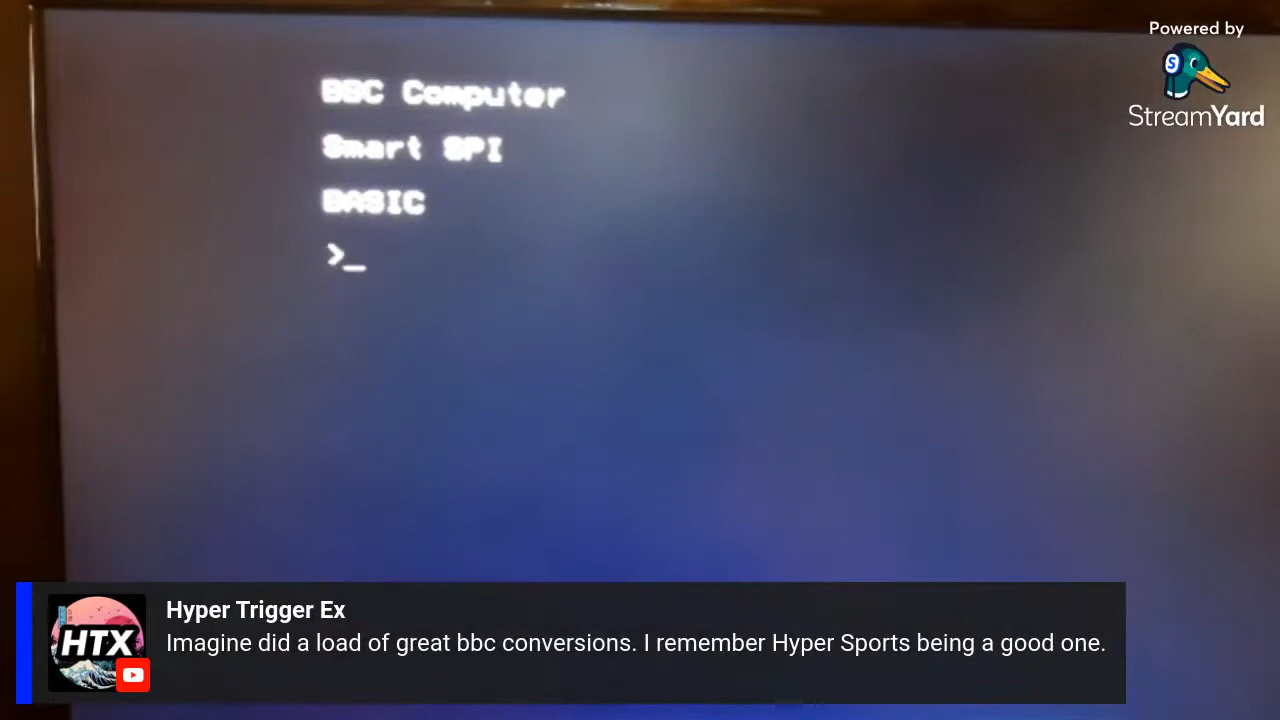 Powered by
StreamYard
BBC Computer
Smart SPI
BASIC
>_
Hyper Trigger Ex
HTX
Imagine did a load of great bbc conversions. I remember Hyper Sports being a good one.